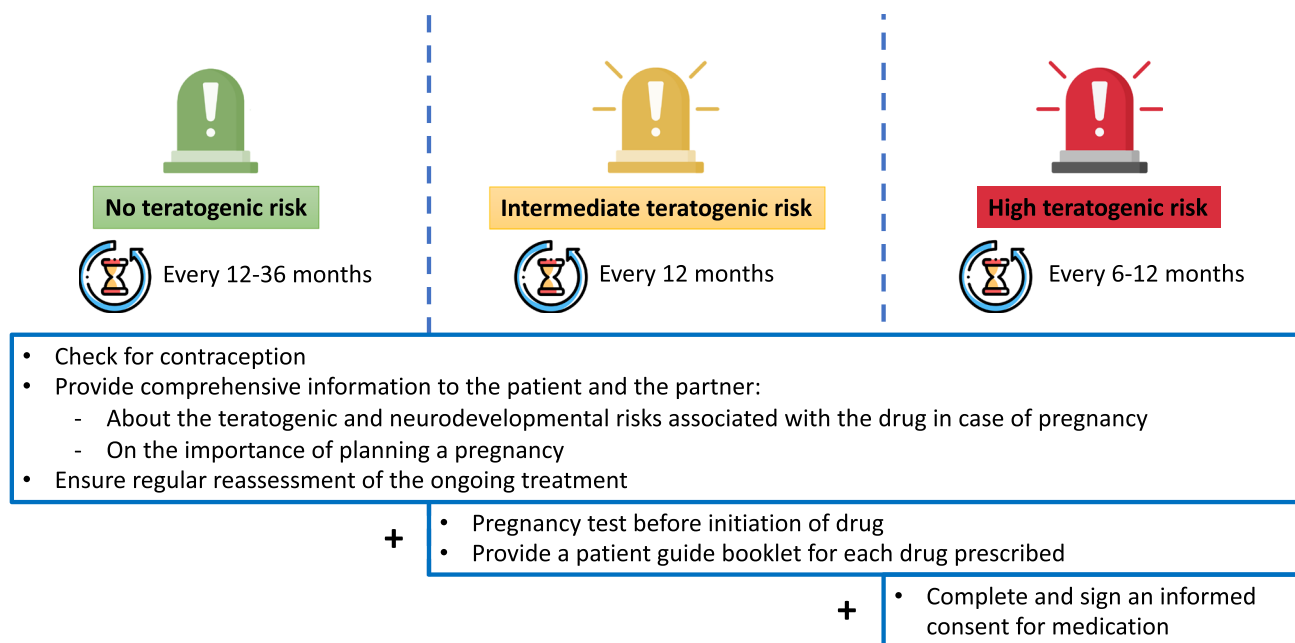 No teratogenic risk
Intermediate teratogenic risk
High teratogenic risk
Every 12-36 months
Every 12 months
Every 6-12 months
• Check for contraception
• Provide comprehensive information to the patient and the partner:
- About the teratogenic and neurodevelopmental risks associated with the drug in case of pregnancy
- On the importance of planning a pregnancy
• Ensure regular reassessment of the ongoing treatment
+
• Pregnancy test before initiation of drug
• Provide a patient guide booklet for each drug prescribed
+
• Complete and sign an informed
consent for medication